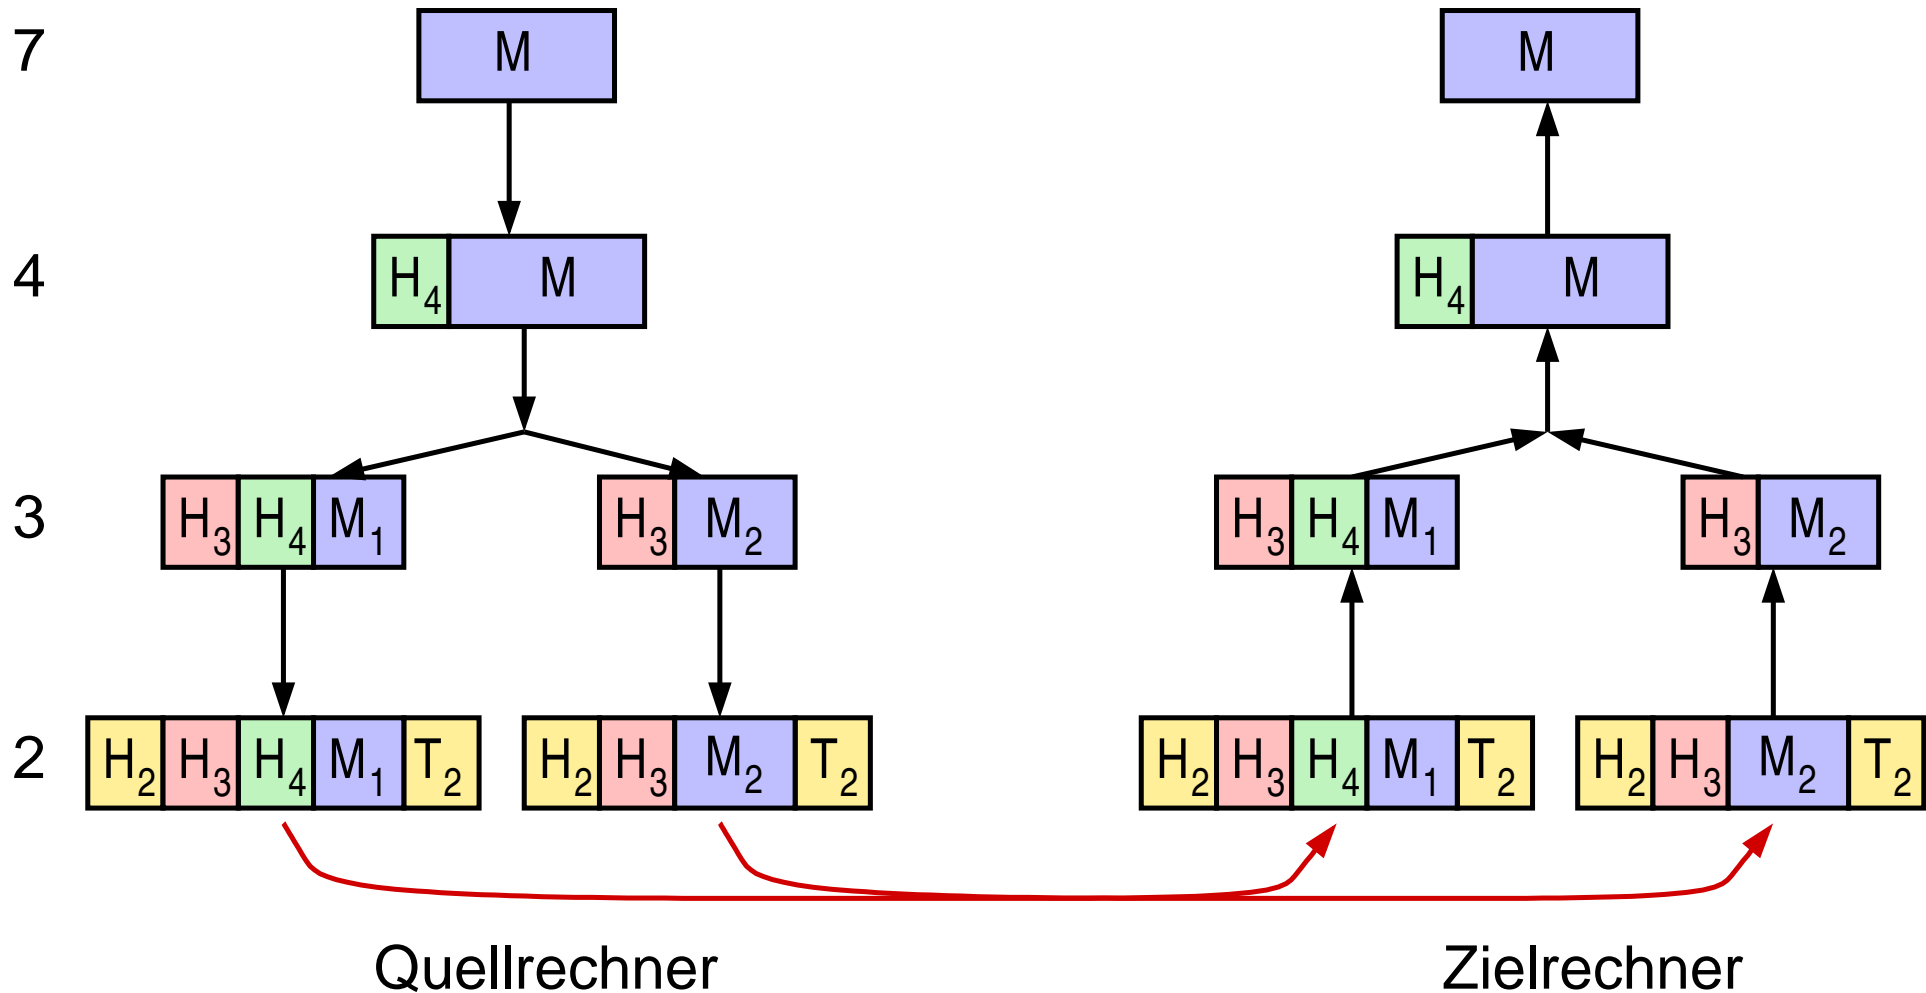 7 M M
4 H₄ M H₄ M
3 H₃ H₄ M₁ H₃ M₂ H₃ H₄ M₁ H₃ M₂
2 H₂ H₃ H₄ M₁ T₂ H₂ H₃ M₂ T₂ H₂ H₃ H₄ M₁ T₂ H₂ H₃ M₂ T₂
Quellrechner Zielrechner